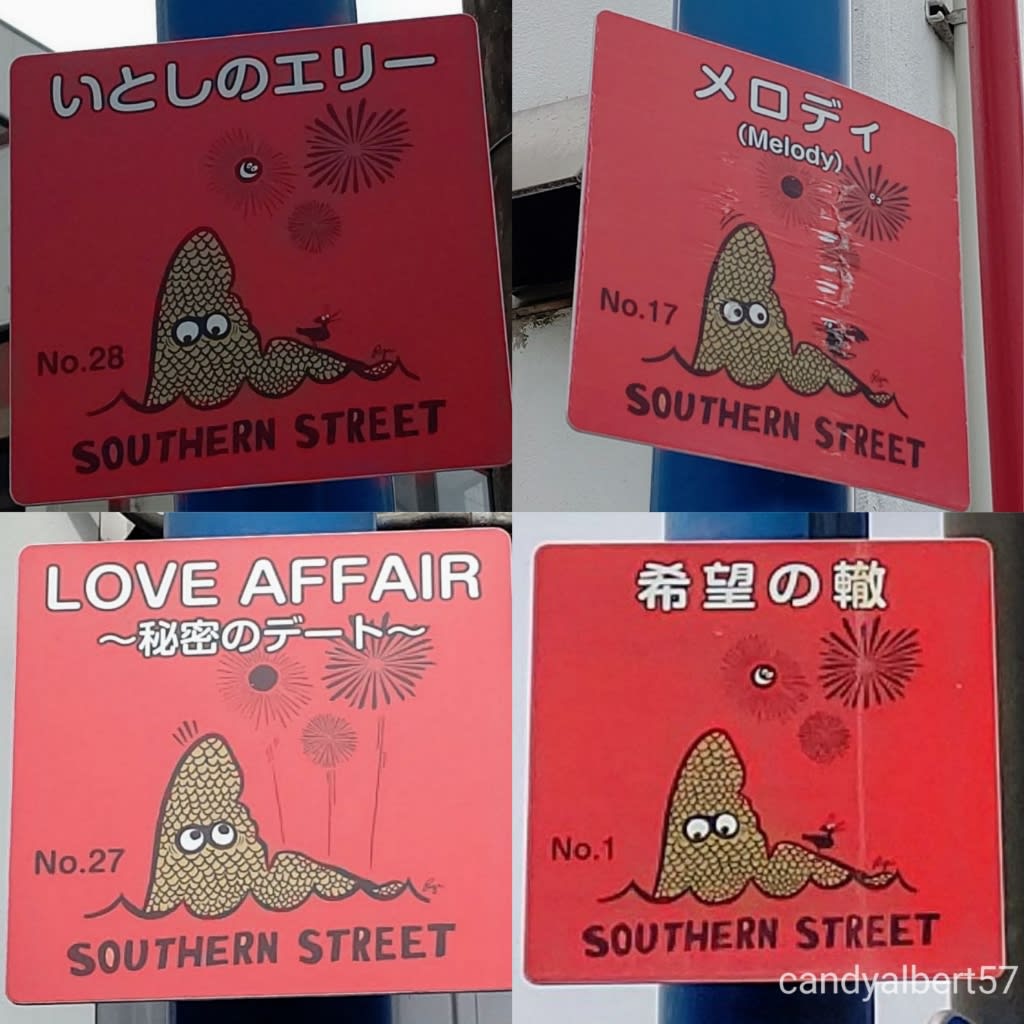 いとしのエリー
No.28
SOUTHERN STREET
メロディ
(Melody)
No.17
SOUTHERN STREET
LOVE AFFAIR
～秘密のデート～
No.27
SOUTHERN STREET
希望の轍
No.1
SOUTHERN STREET
candyalbert57